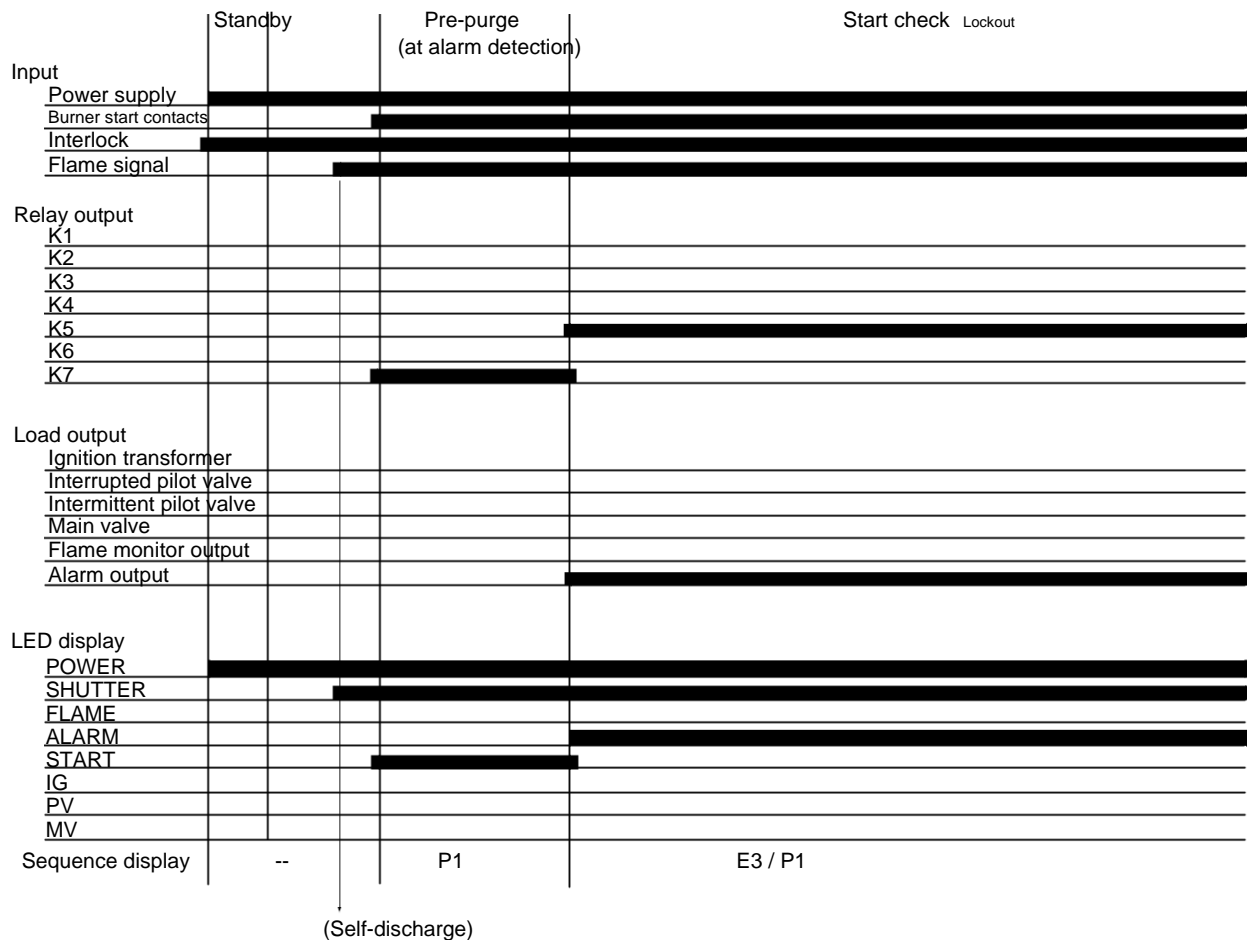 Standby Pre-purge Start check Lockout
(at alarm detection)
Input
Power supply
Burner start contacts
Interlock
Flame signal
Relay output
K1
K2
K3
K4
K5
K6
K7
Load output
Ignition transformer
Interrupted pilot valve
Intermittent pilot valve
Main valve
Flame monitor output
Alarm output
LED display
POWER
SHUTTER
FLAME
ALARM
START
IG
PV
MV
Sequence display -- P1 E3 / P1
(Self-discharge)